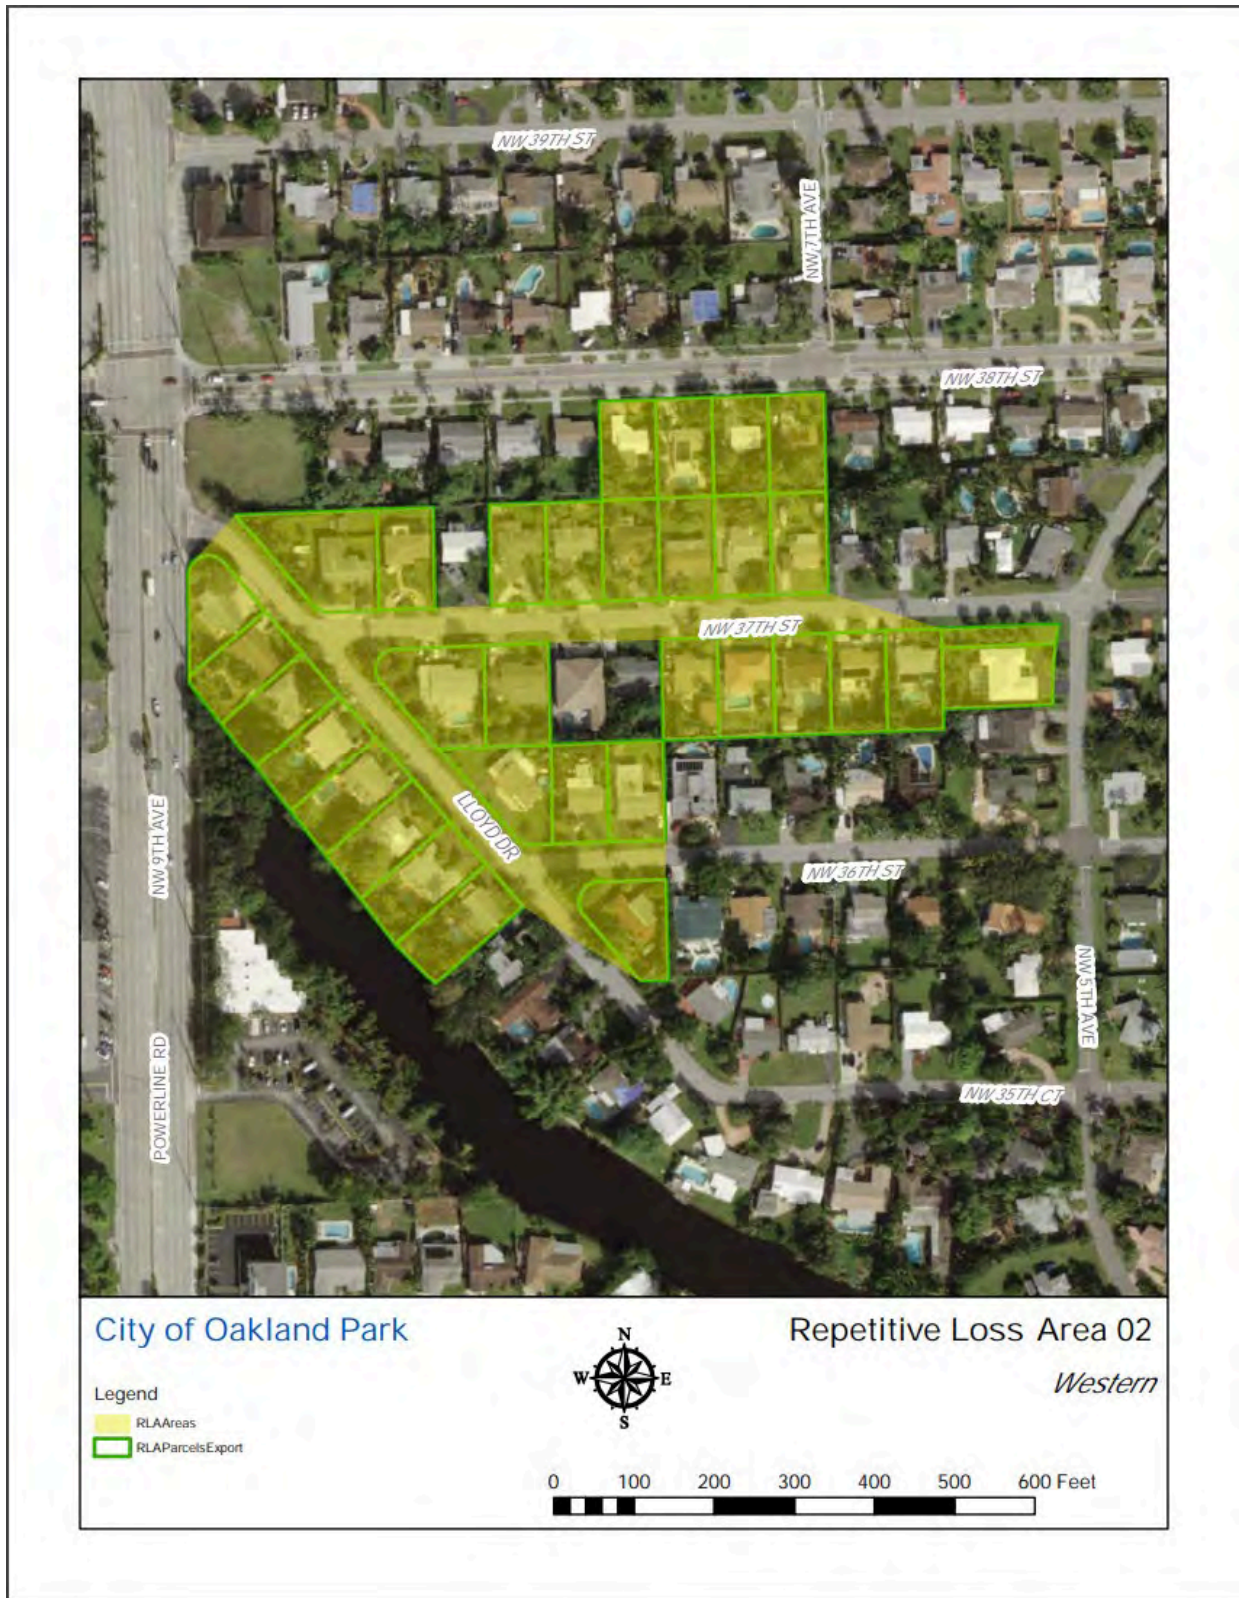 NW 39TH ST
NW 7TH AVE
NW 38TH ST
NW 37TH ST
LLOYD DR
NW 9TH AVE
NW 36TH ST
NW 5TH AVE
POWERLINE RD
NW 35TH CT
City of Oakland Park
Repetitive Loss Area 02
Western
N
W E
S
Legend
RLAAreas
RLAParcelsExport
0 100 200 300 400 500 600 Feet